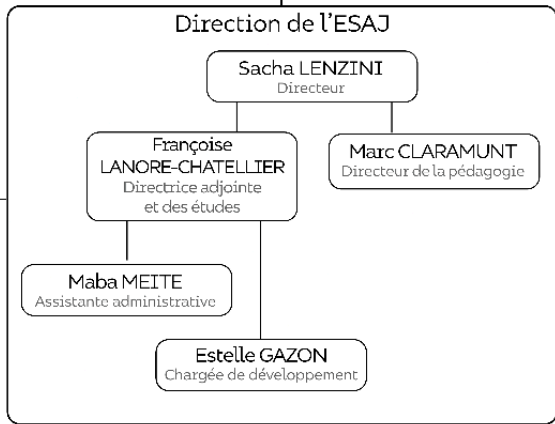 Direction de l'ESAJ
Sacha LENZINI
Directeur
Françoise
LANORE-CHATELLIER
Directrice adjointe
et des études
Marc CLARAMUNT
Directeur de la pédagogie
Maba MEITE
Assistante administrative
Estelle GAZON
Chargée de développement